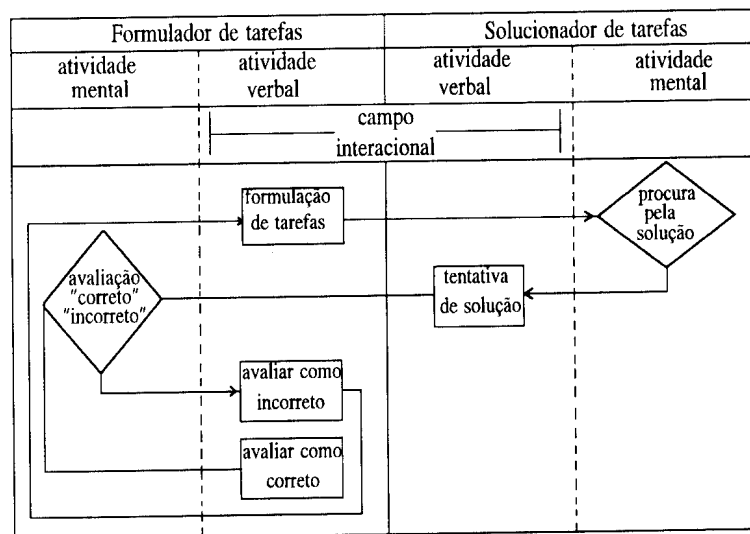 Formulador de tarefas
Solucionador de tarefas
atividade
mental
atividade
verbal
atividade
verbal
atividade
mental
campo
interacional
formulação
de tarefas
procura
pela
solução
avaliação
"correto"
"incorreto"
tentativa
de solução
avaliar como
incorreto
avaliar como
correto